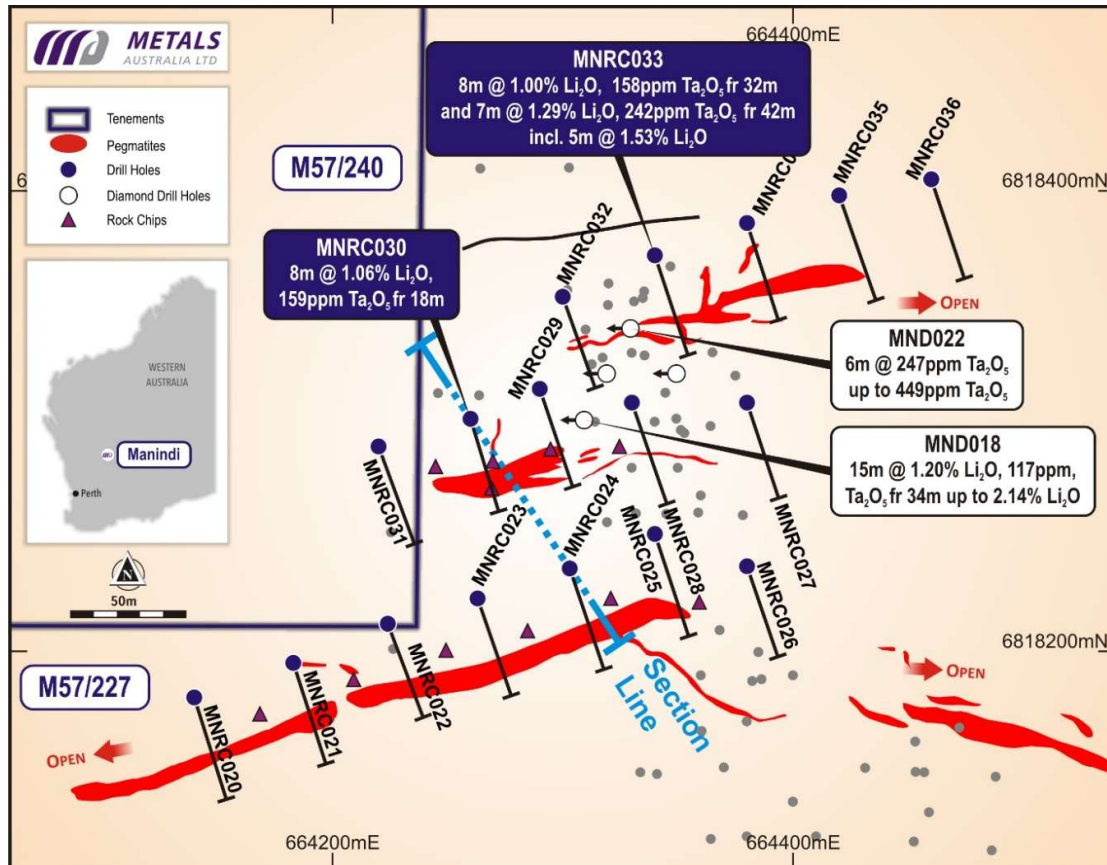 METALS
AUSTRALIA LTD
Tenements
Pegmatites
Drill Holes
Diamond Drill Holes
Rock Chips
WESTERN
AUSTRALIA
Manindi
Perth
N
50m
664400mE
6818400mN
M57/240
MNRC033
8m @ 1.00% Li₂O, 158ppm Ta₂O₅ fr 32m
and 7m @ 1.29% Li₂O, 242ppm Ta₂O₅ fr 42m
incl. 5m @ 1.53% Li₂O
MNRC035
MNRC036
MNRC032
MNRC030
8m @ 1.06% Li₂O,
159ppm Ta₂O₅ fr 18m
OPEN
MNRC029
MND022
6m @ 247ppm Ta₂O₅
up to 449ppm Ta₂O₅
MND018
15m @ 1.20% Li₂O, 117ppm,
Ta₂O₅ fr 34m up to 2.14% Li₂O
MNRC031
MNRC023
MNRC024
MNRC025
MNRC028
MNRC027
MNRC026
6818200mN
M57/227
MNRC022
MNRC021
MNRC020
OPEN
OPEN
Section
Line
664200mE
664400mE